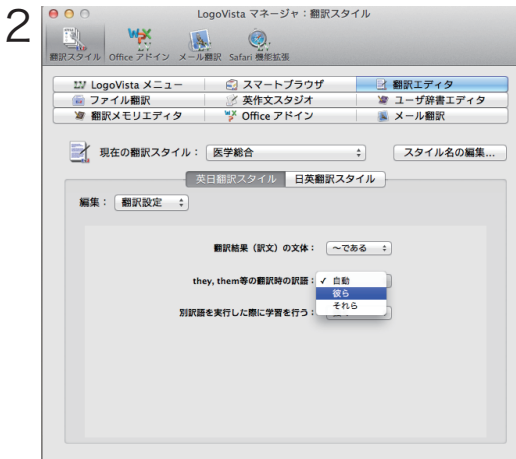 2
LogoVista マネージャ：翻訳スタイル
翻訳スタイル Office アドイン メール翻訳 Safari 機能拡張
LogoVista メニュー スマートブラウザ 翻訳エディタ
ファイル翻訳 英作文スタジオ ユーザ辞書エディタ
翻訳メモリエディタ Office アドイン メール翻訳
現在の翻訳スタイル： 医学総合 スタイル名の編集...
英日翻訳スタイル 日英翻訳スタイル
編集： 翻訳設定
翻訳結果（訳文）の文体： 〜である
they, them等の翻訳時の訳語： ✓ 自動
彼ら
それら
別訳語を実行した際に学習を行う：